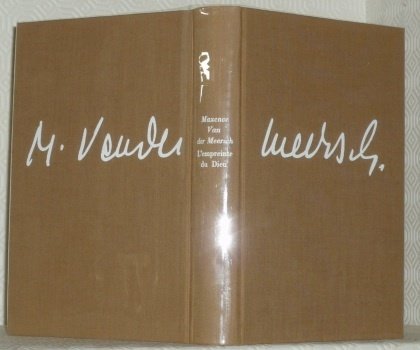 M. Vander Meersch.
Maxence
Van
der Meersch
L'empreinte
du Dieu